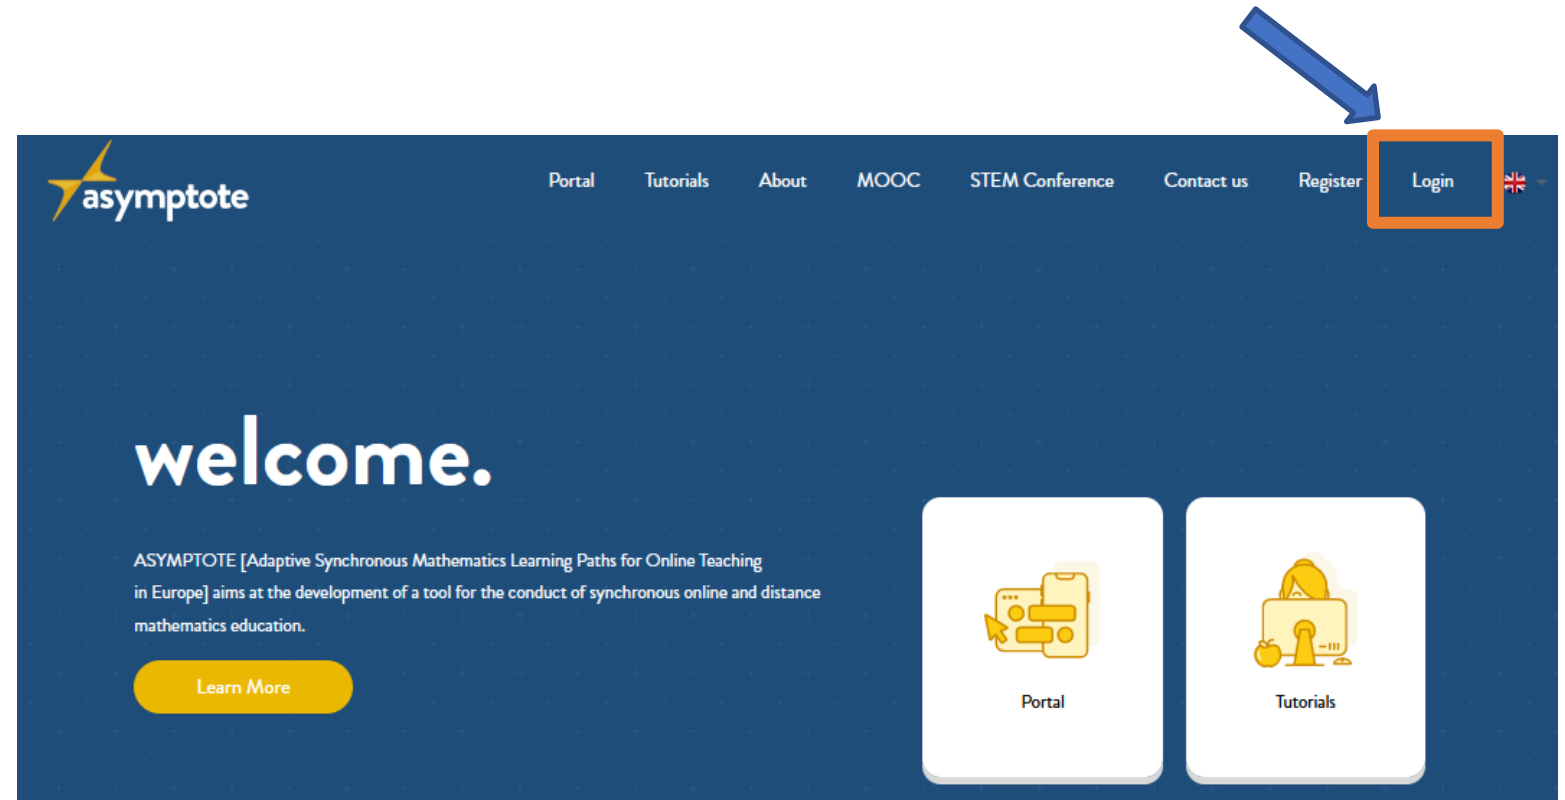 asymptote
Portal Tutorials About MOOC STEM Conference Contact us Register Login
welcome.
ASYMPTOTE [Adaptive Synchronous Mathematics Learning Paths for Online Teaching
in Europe] aims at the development of a tool for the conduct of synchronous online and distance
mathematics education.
Learn More
Portal
Tutorials